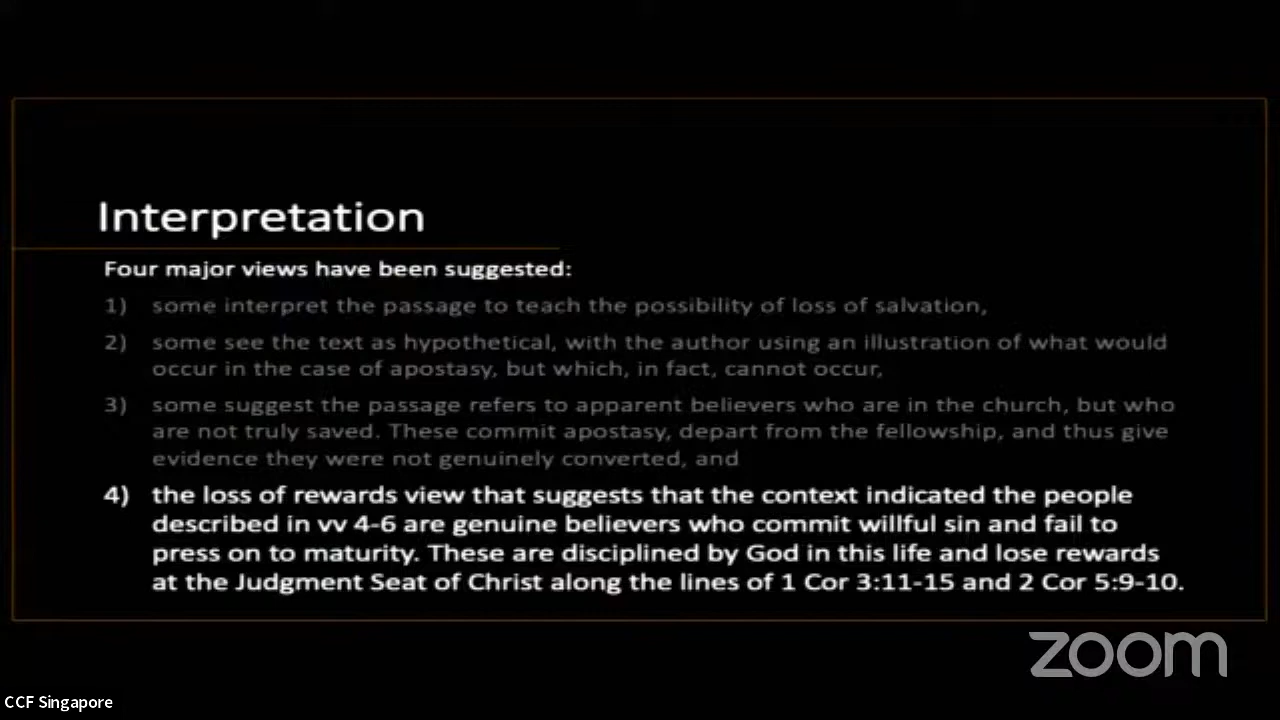 Interpretation
Four major views have been suggested:
1) some interpret the passage to teach the possibility of loss of salvation,
2) some see the text as hypothetical, with the author using an illustration of what would
occur in the case of apostasy, but which, in fact, cannot occur,
3) some suggest the passage refers to apparent believers who are in the church, but who
are not truly saved. These commit apostasy, depart from the fellowship, and thus give
evidence they were not genuinely converted, and
4) the loss of rewards view that suggests that the context indicated the people
described in vv 4-6 are genuine believers who commit willful sin and fail to
press on to maturity. These are disciplined by God in this life and lose rewards
at the Judgment Seat of Christ along the lines of 1 Cor 3:11-15 and 2 Cor 5:9-10.
zoom
CCF Singapore